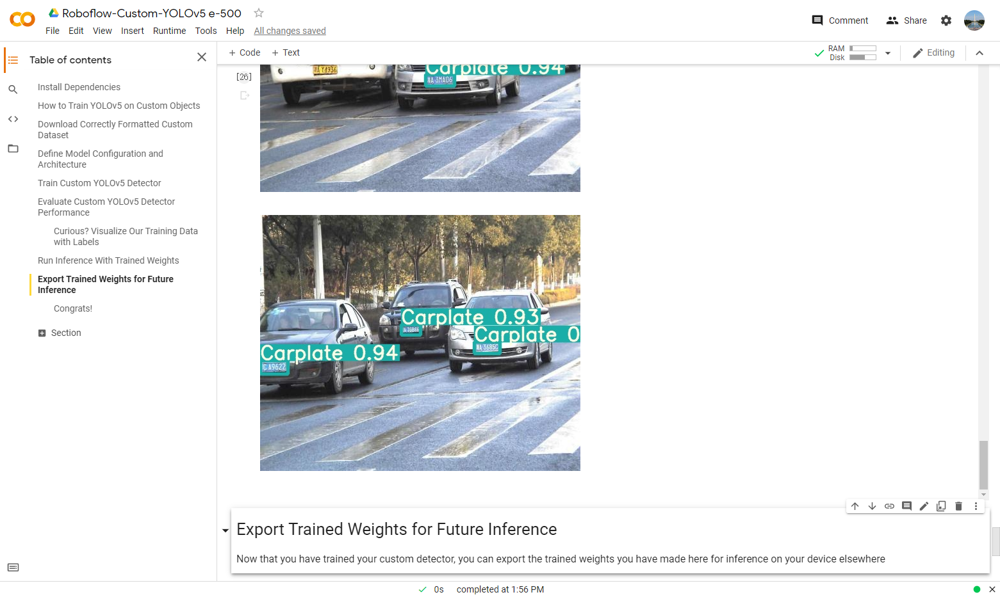 Roboflow-Custom-YOLOv5 e-500
File Edit View Insert Runtime Tools Help All changes saved
Comment Share
Table of contents
+ Code + Text
RAM
Disk
Editing
Install Dependencies
How to Train YOLOv5 on Custom Objects
Download Correctly Formatted Custom
Dataset
Define Model Configuration and
Architecture
Train Custom YOLOv5 Detector
Evaluate Custom YOLOv5 Detector
Performance
Curious? Visualize Our Training Data
with Labels
Run Inference With Trained Weights
Export Trained Weights for Future
Inference
Congrats!
Section
[26]
Carplate 0.94
A Y4936
A 3MA06
Carplate 0.93
Carplate 0
Carplate 0.94
A 3685C
C A9622
Export Trained Weights for Future Inference
Now that you have trained your custom detector, you can export the trained weights you have made here for inference on your device elsewhere
0s completed at 1:56 PM